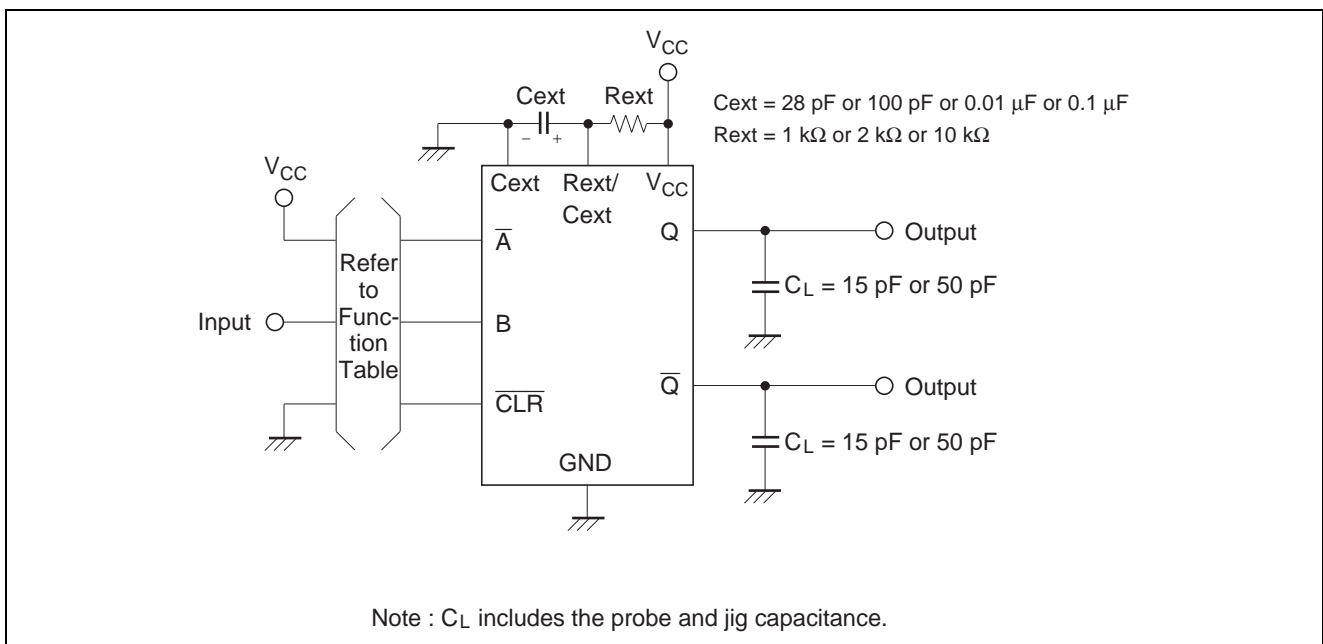 VCC
Cext Rext
Cext = 28 pF or 100 pF or 0.01 μF or 0.1 μF
Rext = 1 kΩ or 2 kΩ or 10 kΩ
− +
VCC
Cext Rext/ VCC
Cext
A̅
Q
Output
Refer
to
Func-
tion
Table
CL = 15 pF or 50 pF
Input
B
C̅L̅R̅
Q̅
Output
CL = 15 pF or 50 pF
GND
Note : CL includes the probe and jig capacitance.